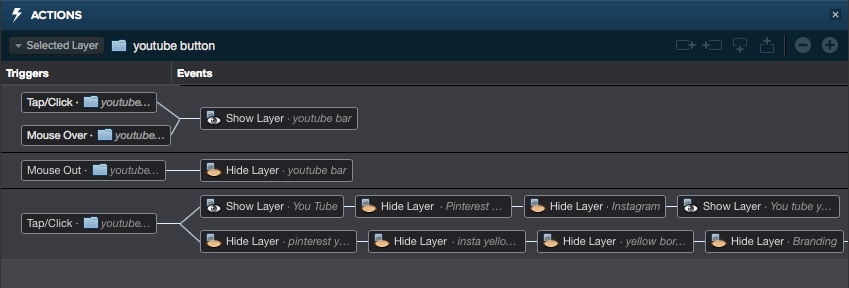 ACTIONS
Selected Layer youtube button
Triggers Events
Tap/Click · youtube...
Show Layer · youtube bar
Mouse Over · youtube...
Mouse Out · youtube... Hide Layer · youtube bar
Show Layer · You Tube Hide Layer · Pinterest ... Hide Layer · Instagram Show Layer · You tube y...
Tap/Click · youtube...
Hide Layer · pinterest y... Hide Layer · insta yello... Hide Layer · yellow bor... Hide Layer · Branding